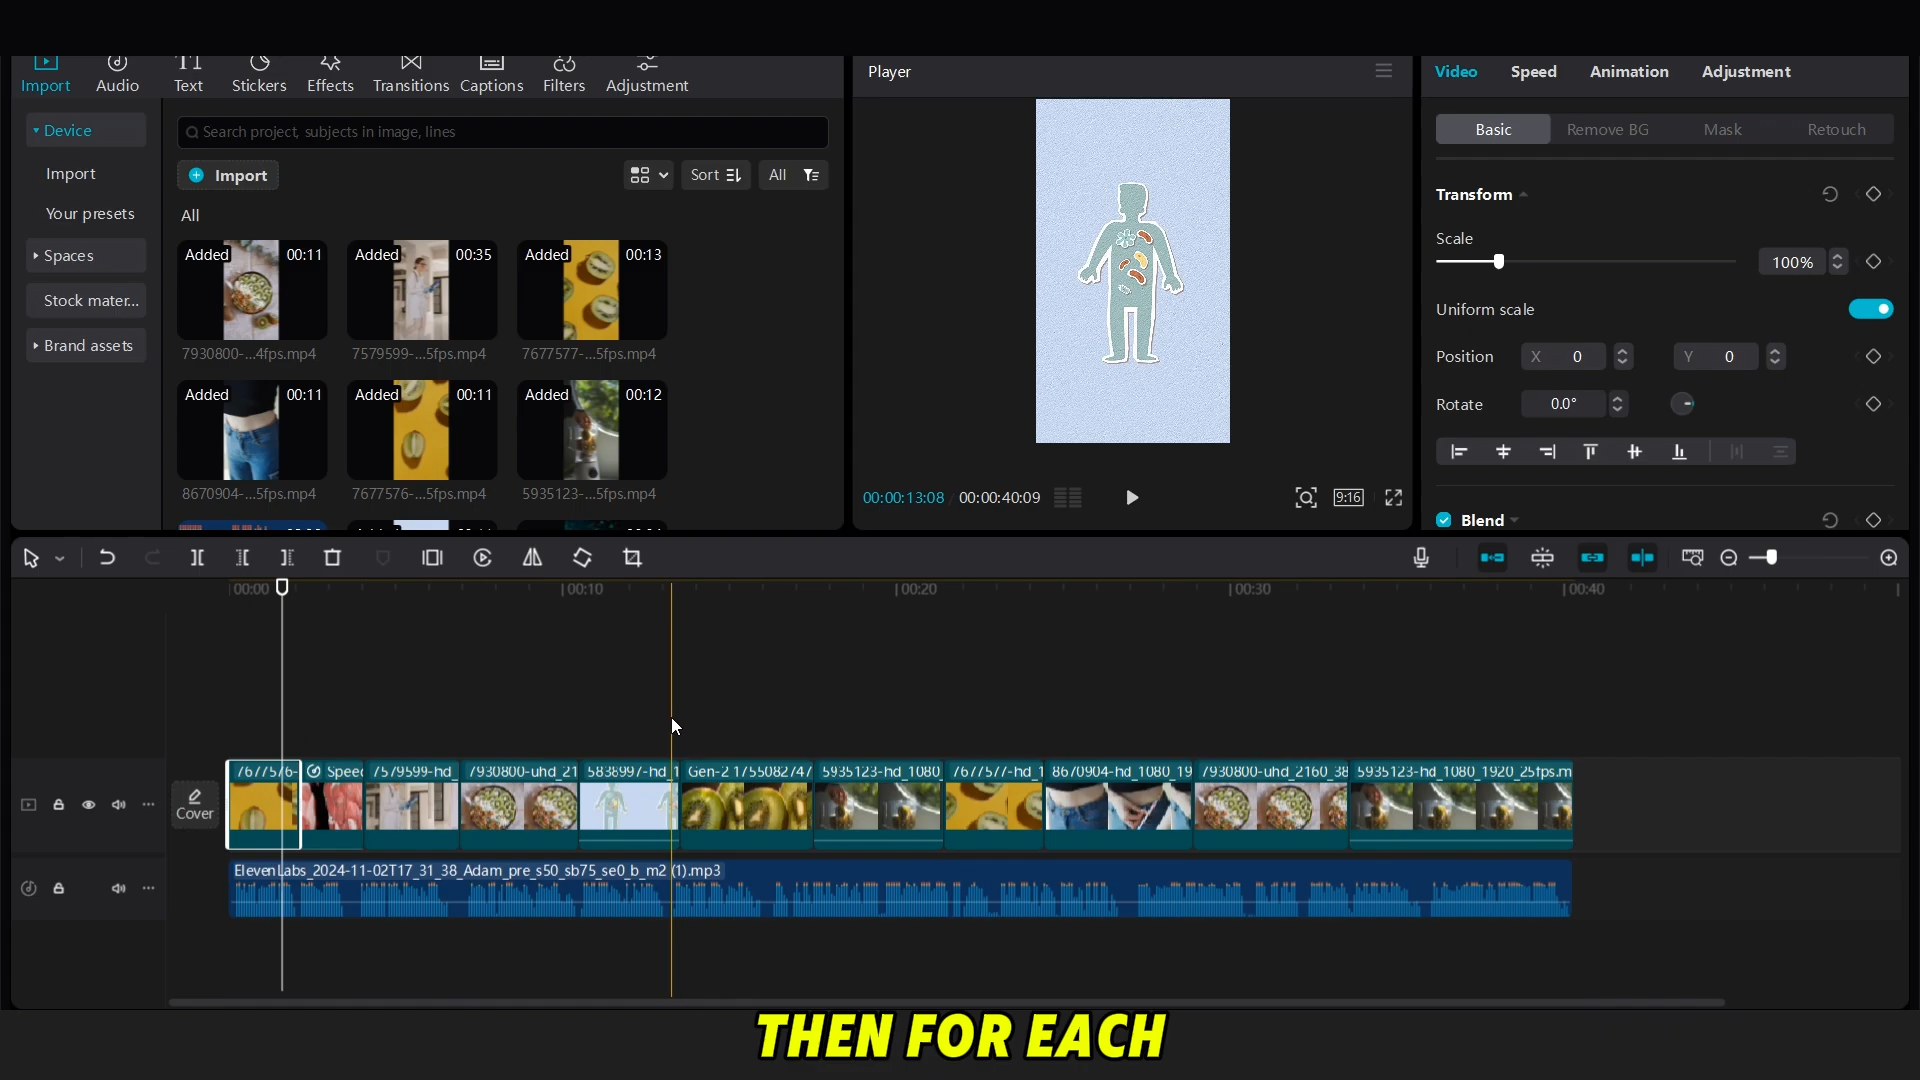 Import
Audio
Text
Stickers
Effects
Transitions
Captions
Filters
Adjustment
Player
Video
Speed
Animation
Adjustment
Device
Import
Your presets
Spaces
Stock mater...
Brand assets
Search project, subjects in image, lines
Import
Sort
All
All
Added 00:11
Added 00:35
Added 00:13
7930800-...4fps.mp4
7579599-...5fps.mp4
7677577-...5fps.mp4
Added 00:11
Added 00:11
Added 00:12
8670904-...5fps.mp4
7677576-...5fps.mp4
5935123-...5fps.mp4
00:00:13:08 / 00:00:40:09
9:16
Basic
Remove BG
Mask
Retouch
Transform
Scale
100%
Uniform scale
Position X 0 Y 0
Rotate 0.0°
Blend
00:00
00:10
00:20
00:30
00:40
Cover
7677576-
Speed
7579599-hd_
7930800-uhd_21
5838997-hd_1
Gen-2 1755082747
5935123-hd_1080_
7677577-hd_1
8670904-hd_1080_19
7930800-uhd_2160_38
5935123-hd_1080_1920_25fps.m
ElevenLabs_2024-11-02T17_31_38_Adam_pre_s50_sb75_se0_b_m2 (1).mp3
THEN FOR EACH